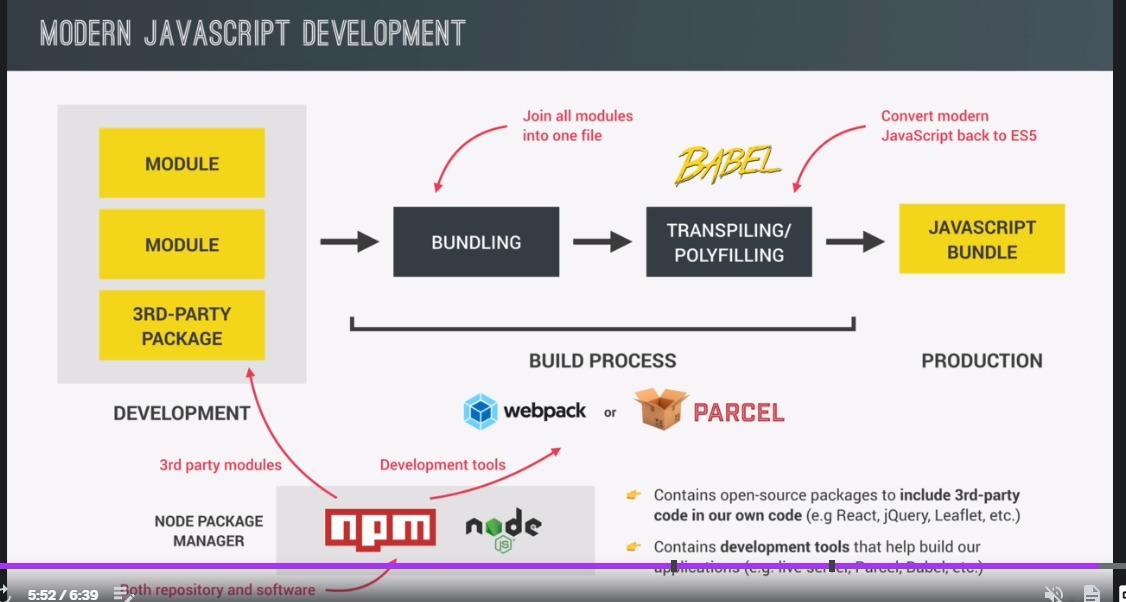 MODERN JAVASCRIPT DEVELOPMENT
Join all modules
into one file
Convert modern
JavaScript back to ES5
MODULE
MODULE
3RD-PARTY
PACKAGE
BUNDLING
BABEL
TRANSPILING/
POLYFILLING
JAVASCRIPT
BUNDLE
DEVELOPMENT
BUILD PROCESS
PRODUCTION
webpack or PARCEL
3rd party modules
Development tools
NODE PACKAGE
MANAGER
npm
node
JS
Contains open-source packages to include 3rd-party
code in our own code (e.g React, jQuery, Leaflet, etc.)
Contains development tools that help build our
applications (e.g. live server, Parcel, Babel, etc.)
Both repository and software
5:52 / 6:39